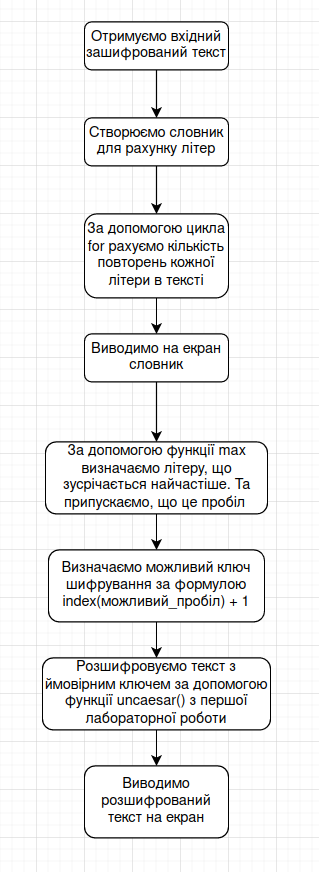 Отримуємо вхідний
зашифрований текст
Створюємо словник
для рахунку літер
За допомогою цикла
for рахуємо кількість
повторень кожної
літери в тексті
Виводимо на екран
словник
За допомогою функції max
визначаємо літеру, що
зусрічається найчастіше. Та
припускаємо, що це пробіл
Визначаємо можливий ключ
шифрування за формулою
index(можливий_пробіл) + 1
Розшифровуємо текст з
ймовірним ключем за допомогою
функції uncaesar() з першої
лабораторної роботи
Виводимо
розшифрований
текст на екран